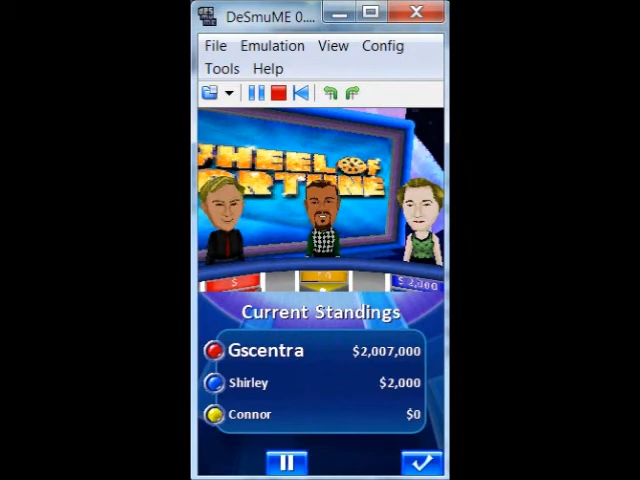 DeSmuME 0....
File Emulation View Config
Tools Help
WHEEL OF
FORTUNE
$ $0 $2,000
Current Standings
Gscentra $2,007,000
Shirley $2,000
Connor $0